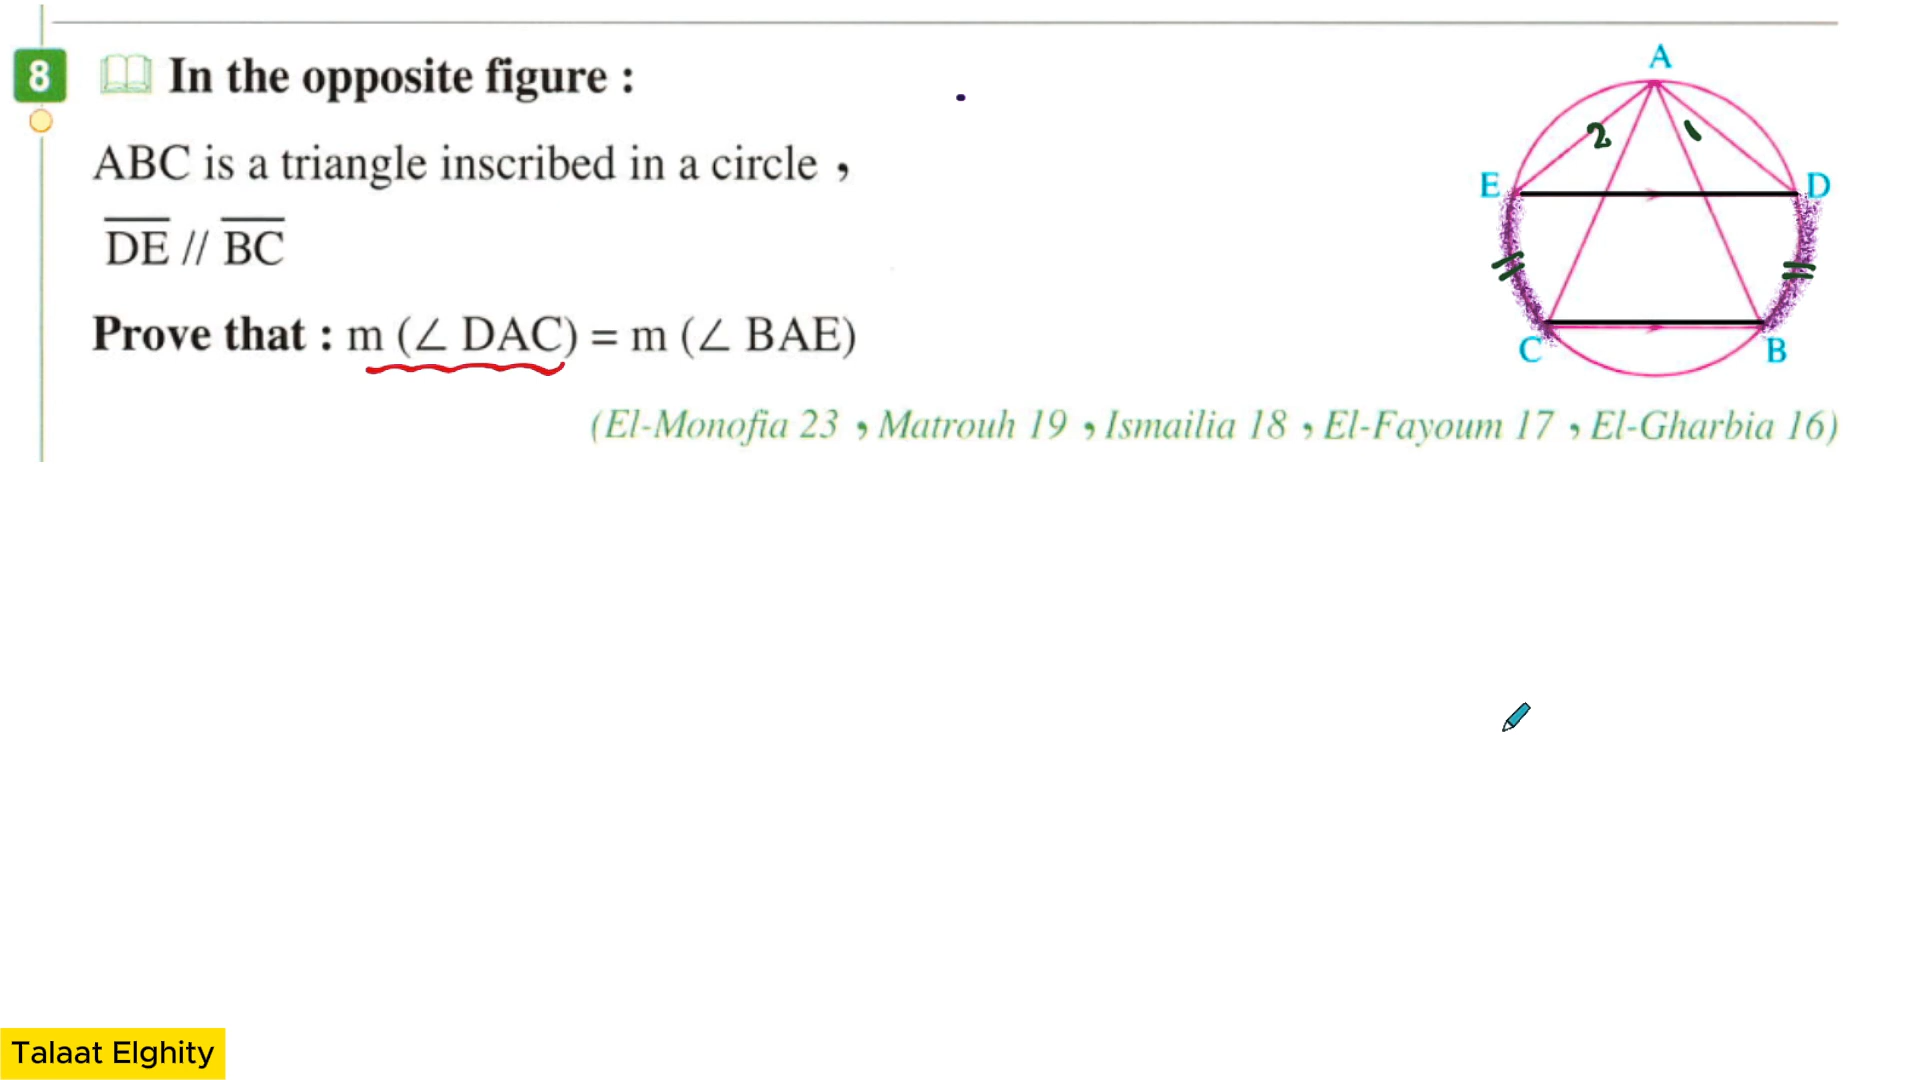 8 In the opposite figure :
ABC is a triangle inscribed in a circle ,
DE // BC
Prove that : m (∠ DAC) = m (∠ BAE)
(El-Monofia 23 , Matrouh 19 , Ismailia 18 , El-Fayoum 17 , El-Gharbia 16)
A
2 1
E D
C B
Talaat Elghity